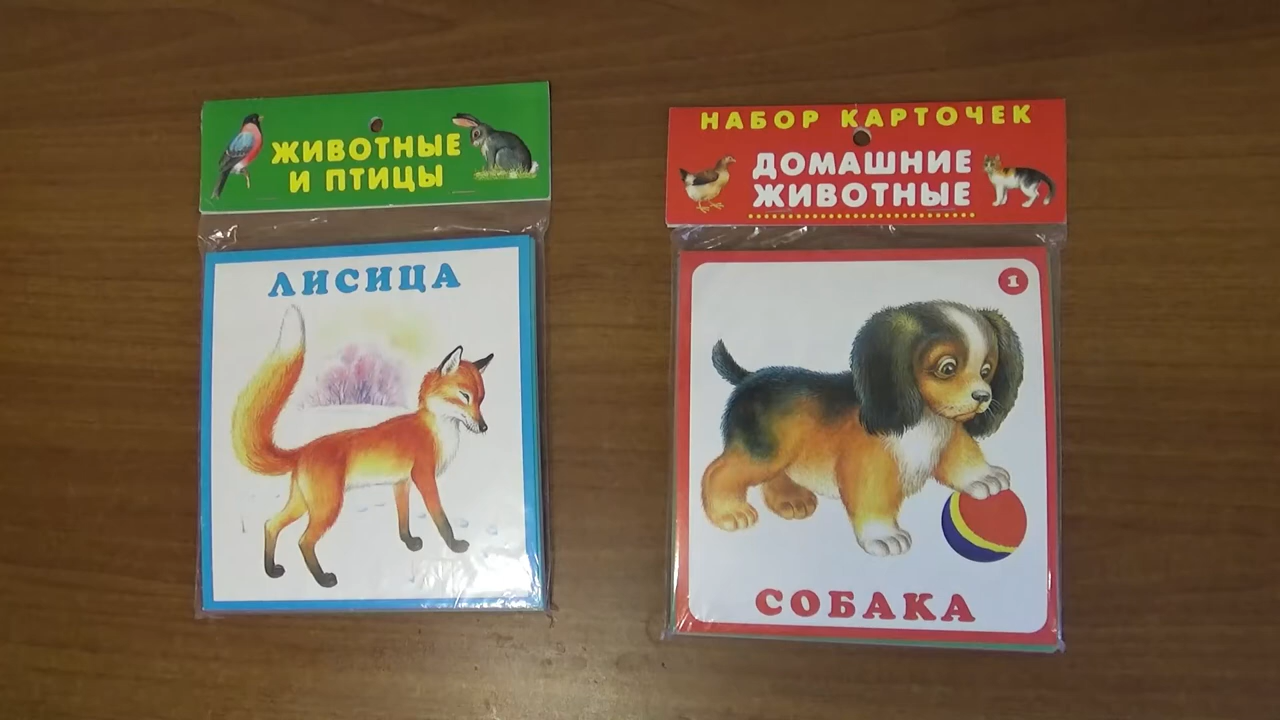 ЖИВОТНЫЕ
И ПТИЦЫ
ЛИСИЦА
НАБОР КАРТОЧЕК
ДОМАШНИЕ
ЖИВОТНЫЕ
1
СОБАКА